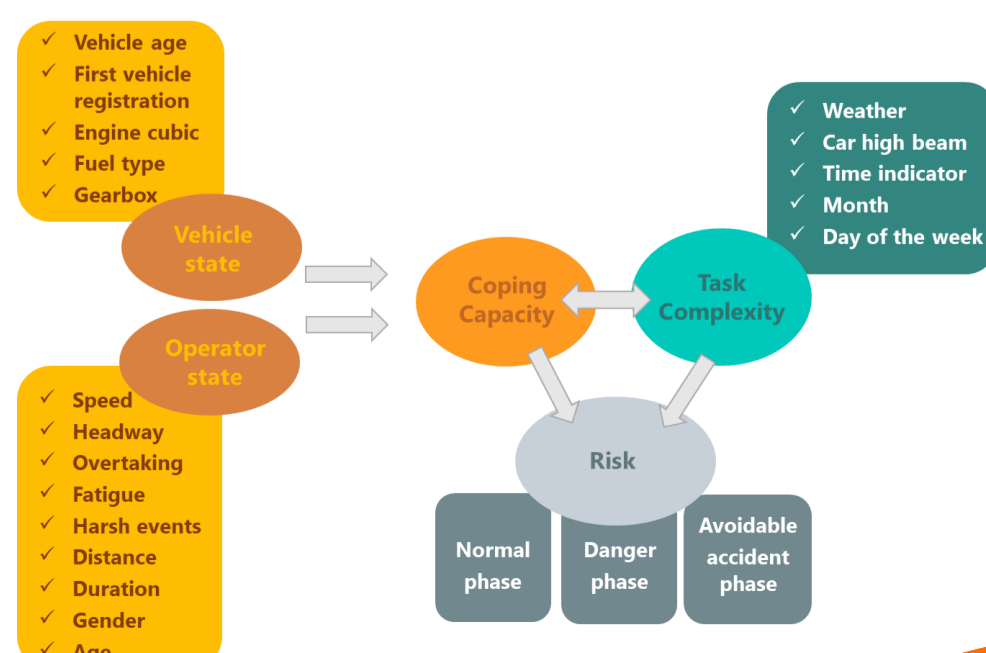 ✓ Vehicle age
✓ First vehicle
registration
✓ Engine cubic
✓ Fuel type
✓ Gearbox
Vehicle
state
Operator
state
✓ Speed
✓ Headway
✓ Overtaking
✓ Fatigue
✓ Harsh events
✓ Distance
✓ Duration
✓ Gender
✓ Age
Coping
Capacity
Task
Complexity
✓ Weather
✓ Car high beam
✓ Time indicator
✓ Month
✓ Day of the week
Risk
Normal
phase
Danger
phase
Avoidable
accident
phase